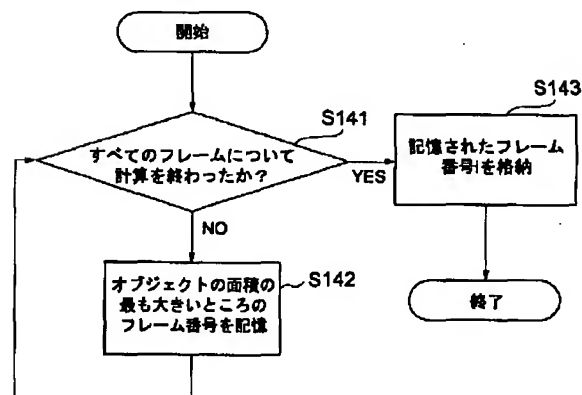 開始
S141
すべてのフレームについて
計算を終わったか？
YES
NO
S143
記憶されたフレーム
番号iを格納
終了
S142
オブジェクトの面積の
最も大きいところの
フレーム番号を記憶